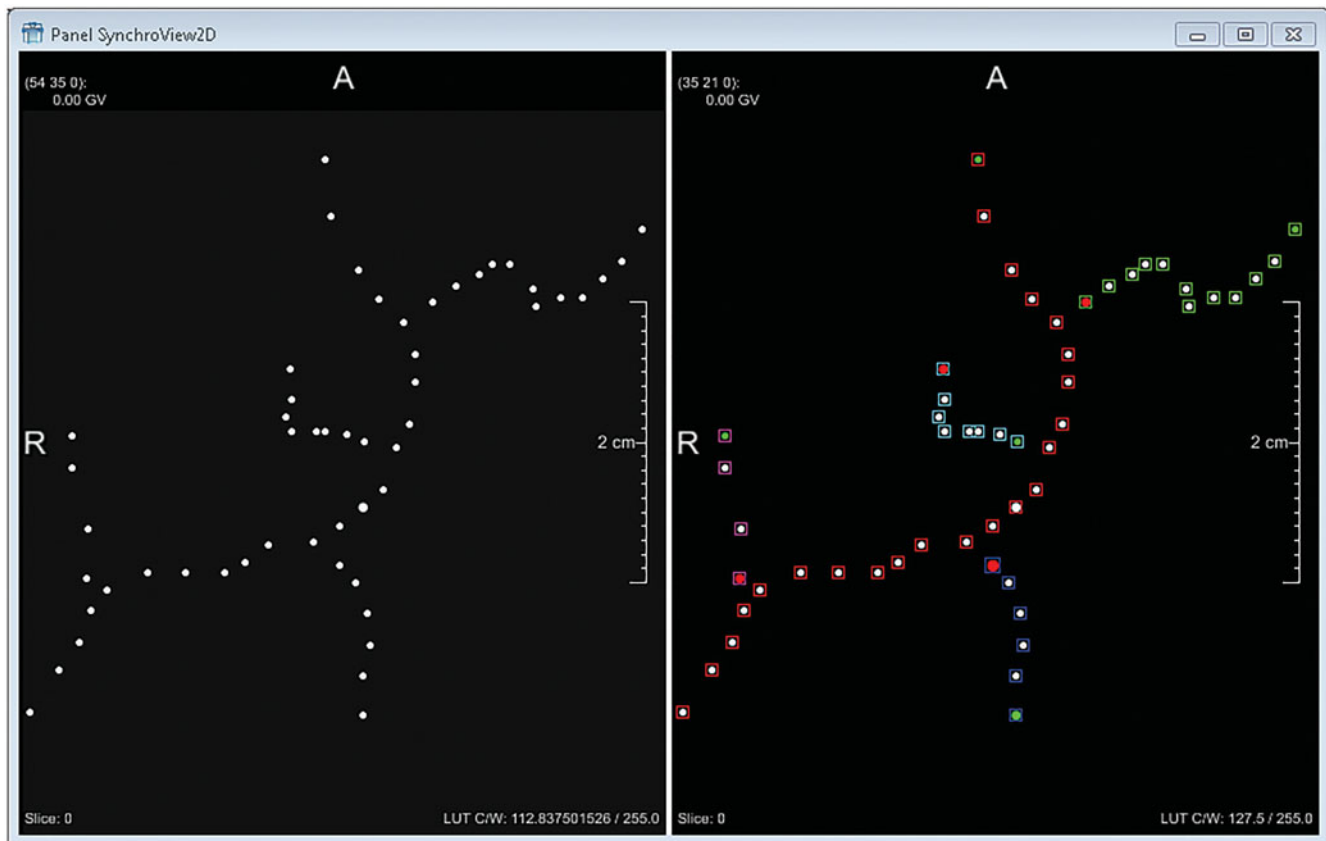 Panel SynchroView2D
(54 35 0):
0.00 GV
A
R
2 cm
Slice: 0
LUT C/W: 112.837501526 / 255.0
(35 21 0):
0.00 GV
A
R
2 cm
Slice: 0
LUT C/W: 127.5 / 255.0